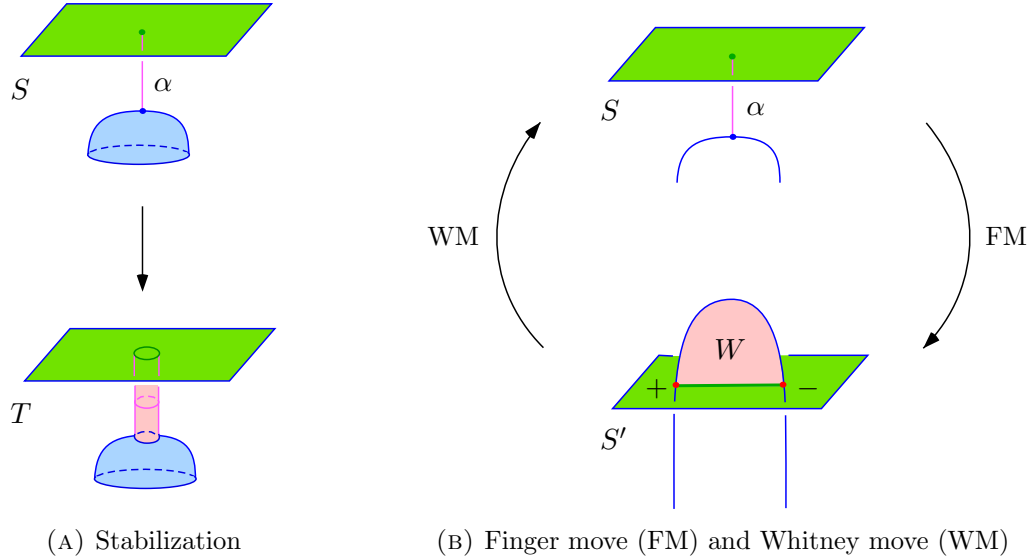 S
α
T
(A) Stabilization
S
α
WM
FM
W
+
−
S′
(B) Finger move (FM) and Whitney move (WM)